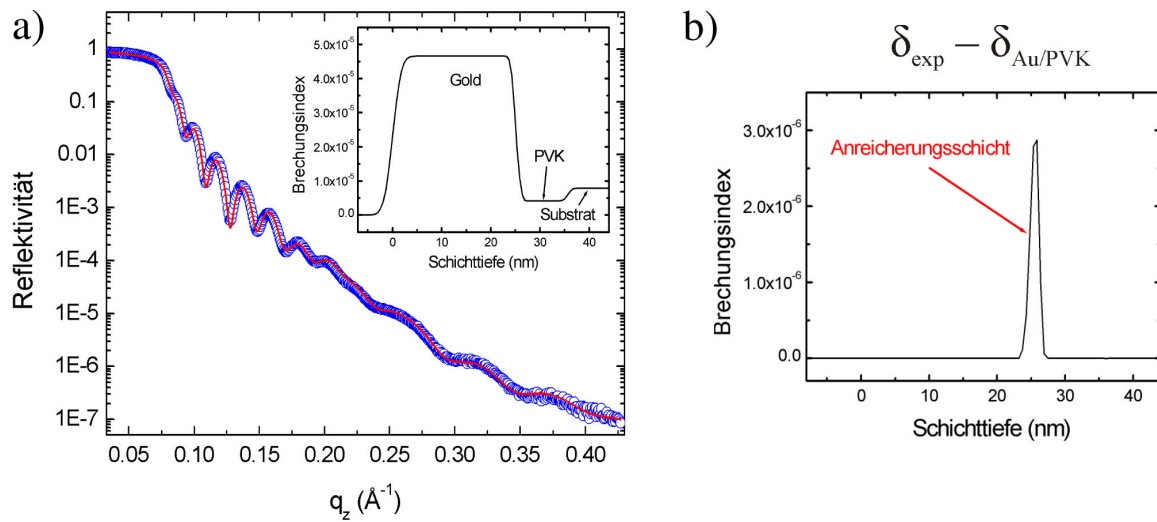 a)
Reflektivität
1
0.1
0.01
1E-3
1E-4
1E-5
1E-6
1E-7
0.05 0.10 0.15 0.20 0.25 0.30 0.35 0.40
q_z (Å⁻¹)
Brechungsindex
5.0x10⁻⁵
4.0x10⁻⁵
3.0x10⁻⁵
2.0x10⁻⁵
1.0x10⁻⁵
0.0
Gold
PVK
Substrat
0 10 20 30 40
Schichttiefe (nm)
b)
δ_exp – δ_Au/PVK
Brechungsindex
3.0x10⁻⁶
2.0x10⁻⁶
1.0x10⁻⁶
0.0
Anreicherungsschicht
0 10 20 30 40
Schichttiefe (nm)